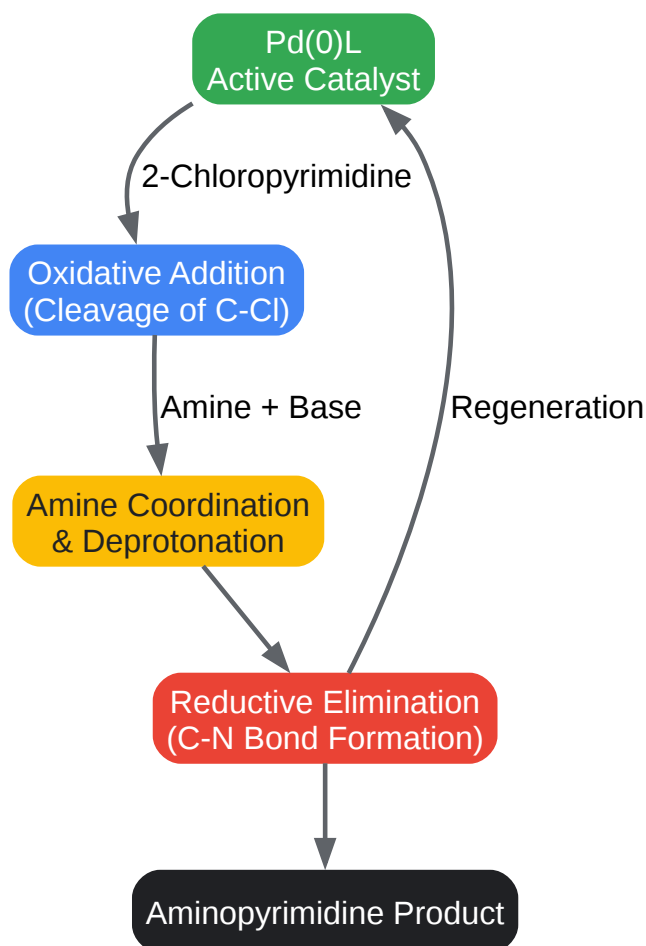 Pd(0)L
Active Catalyst
2-Chloropyrimidine
Oxidative Addition
(Cleavage of C-Cl)
Amine + Base
Regeneration
Amine Coordination
& Deprotonation
Reductive Elimination
(C-N Bond Formation)
Aminopyrimidine Product